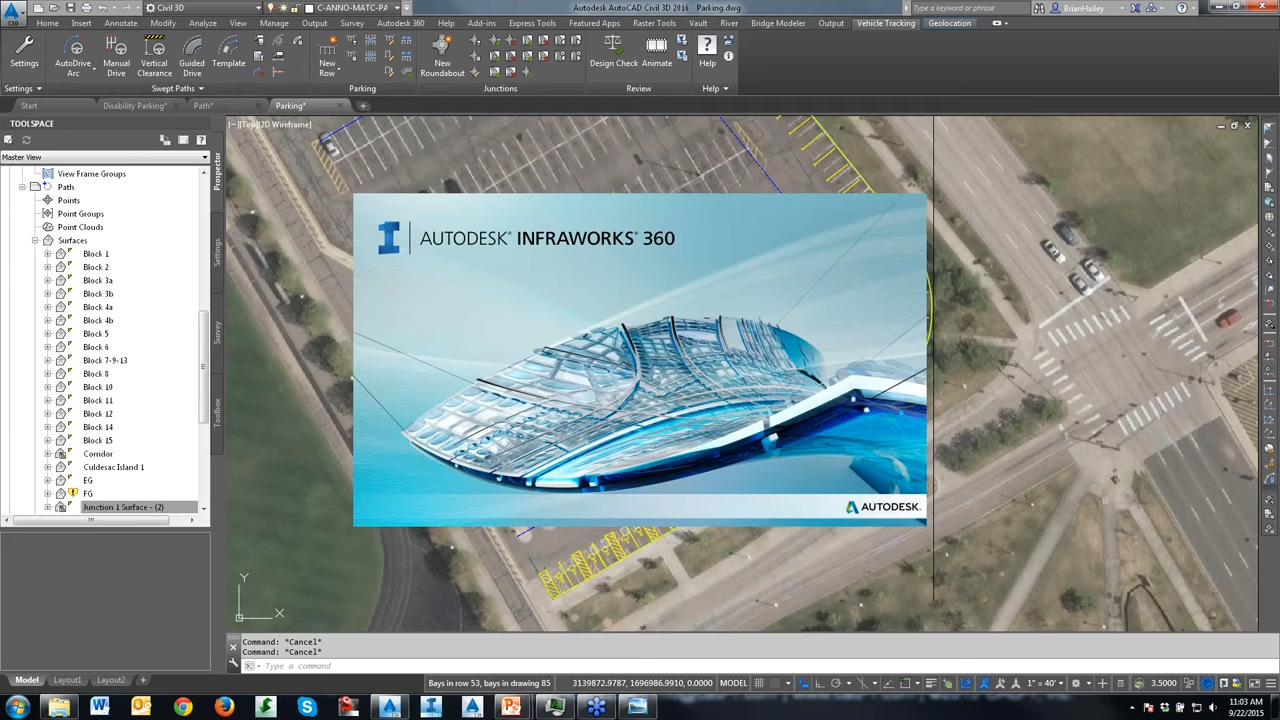 Civil 3D
C-ANNO-MATC-PA
Autodesk AutoCAD Civil 3D 2016 Parking.dwg
Type a keyword or phrase
BrianHailey
Home Insert Annotate Modify Analyze View Manage Output Survey Autodesk 360 Help Add-ins Express Tools Featured Apps Raster Tools Vault River Bridge Modeler Output Vehicle Tracking Geolocation
Settings
AutoDrive Arc
Manual Drive
Vertical Clearance
Guided Drive
Template
New Row
New Roundabout
Design Check
Animate
Help
Settings
Swept Paths
Parking
Junctions
Review
Help
Start
Disability Parking*
Path*
Parking*
TOOLSPACE
Master View
[−][Top][2D Wireframe]
View Frame Groups
Path
Points
Point Groups
Point Clouds
Surfaces
Block 1
Block 2
Block 3a
Block 3b
Block 4a
Block 4b
Block 5
Block 6
Block 7-9-13
Block 8
Block 10
Block 11
Block 12
Block 14
Block 15
Corridor
Culdesac Island 1
EG
FG
Junction 1 Surface - (2)
Prospector
Settings
Survey
Toolbox
AUTODESK® INFRAWORKS® 360
AUTODESK.
Y
X
Command: *Cancel*
Command: *Cancel*
Type a command
Model Layout1 Layout2
Bays in row 53, bays in drawing 85
3139872.9787, 1696986.9910, 0.0000
MODEL
1" = 40'
3.5000
11:03 AM
9/22/2015